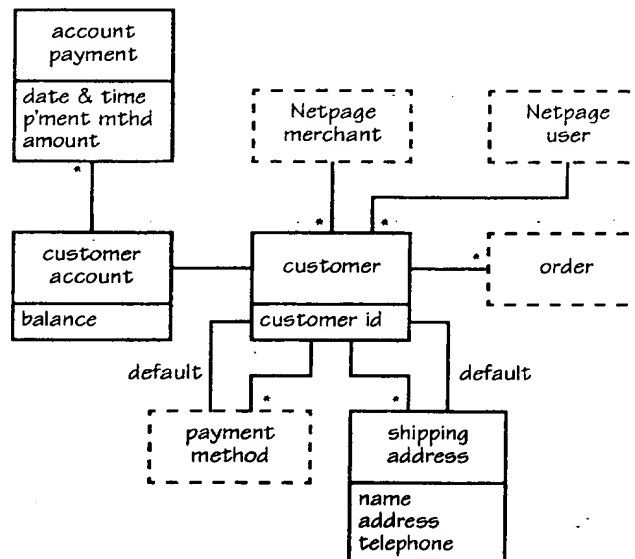 account
payment
date & time
p'ment mthd
amount
*
Netpage
merchant
Netpage
user
*
*
customer
account
balance
customer
customer id
*
order
default
default
*
*
payment
method
shipping
address
name
address
telephone